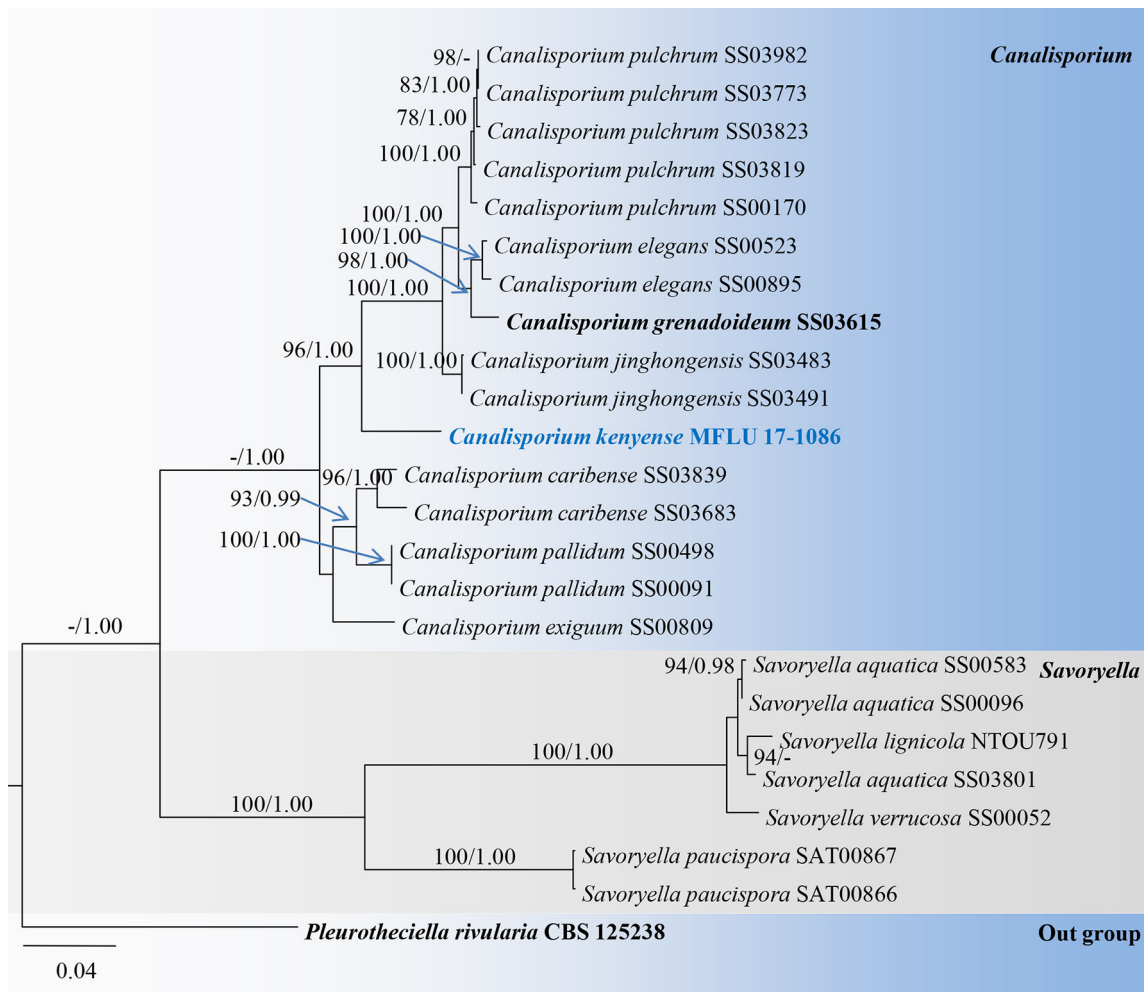 98/- Canalisporium pulchrum SS03982 Canalisporium
83/1.00 Canalisporium pulchrum SS03773
78/1.00 Canalisporium pulchrum SS03823
100/1.00 Canalisporium pulchrum SS03819
Canalisporium pulchrum SS00170
100/1.00
100/1.00 Canalisporium elegans SS00523
98/1.00
100/1.00 Canalisporium elegans SS00895
Canalisporium grenadoideum SS03615
96/1.00
100/1.00 Canalisporium jinghongensis SS03483
Canalisporium jinghongensis SS03491
Canalisporium kenyense MFLU 17-1086
-/1.00
96/1.00 Canalisporium caribense SS03839
93/0.99
Canalisporium caribense SS03683
100/1.00 Canalisporium pallidum SS00498
Canalisporium pallidum SS00091
-/1.00 Canalisporium exiguum SS00809
94/0.98 Savoryella aquatica SS00583 Savoryella
Savoryella aquatica SS00096
100/1.00 Savoryella lignicola NTOU791
94/-
Savoryella aquatica SS03801
100/1.00 Savoryella verrucosa SS00052
100/1.00 Savoryella paucispora SAT00867
Savoryella paucispora SAT00866
Pleurotheciella rivularia CBS 125238 Out group
0.04